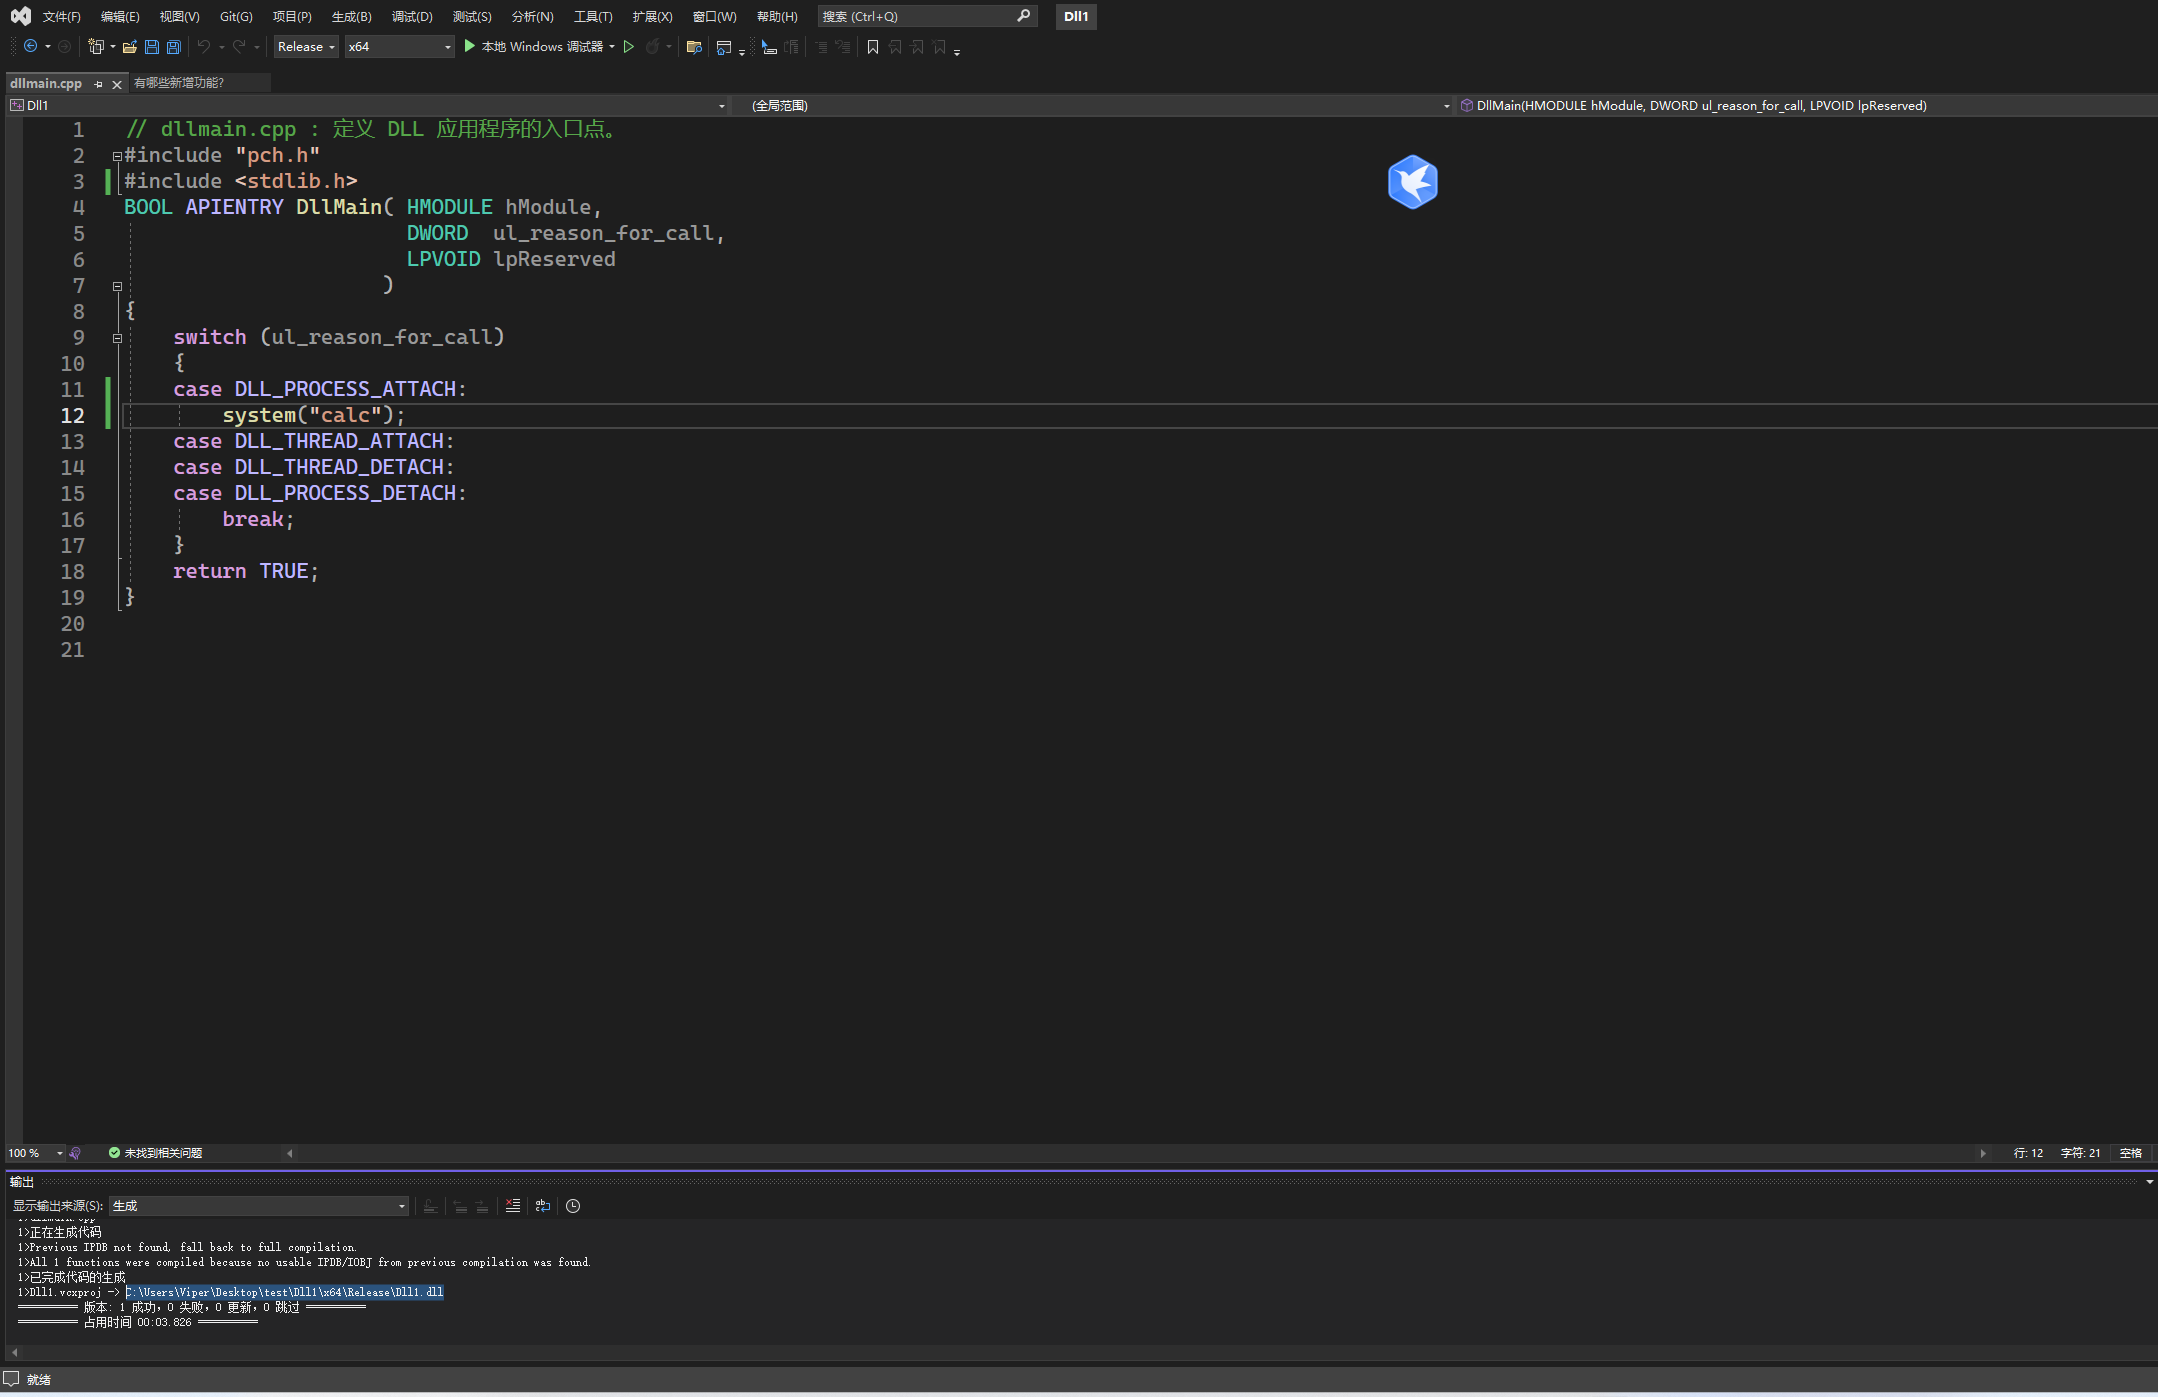 文件(F) 编辑(E) 视图(V) Git(G) 项目(P) 生成(B) 调试(D) 测试(S) 分析(N) 工具(T) 扩展(X) 窗口(W) 帮助(H) 搜索 (Ctrl+Q) Dll1
Release x64 本地 Windows 调试器
dllmain.cpp 有哪些新增功能?
Dll1 (全局范围) DllMain(HMODULE hModule, DWORD ul_reason_for_call, LPVOID lpReserved)
1 // dllmain.cpp : 定义 DLL 应用程序的入口点。
2 #include "pch.h"
3 #include <stdlib.h>
4 BOOL APIENTRY DllMain( HMODULE hModule,
5 DWORD  ul_reason_for_call,
6 LPVOID lpReserved
7 )
8 {
9 switch (ul_reason_for_call)
10 {
11 case DLL_PROCESS_ATTACH:
12 system("calc");
13 case DLL_THREAD_ATTACH:
14 case DLL_THREAD_DETACH:
15 case DLL_PROCESS_DETACH:
16 break;
17 }
18 return TRUE;
19 }
20
21
100 % 未找到相关问题 行: 12 字符: 21 空格
输出
显示输出来源(S): 生成
1>正在生成代码
1>Previous IPDB not found, fall back to full compilation.
1>All 1 functions were compiled because no usable IPDB/IOBJ from previous compilation was found.
1>已完成代码的生成
1>Dll1.vcxproj -> C:\Users\Viper\Desktop\test\Dll1\x64\Release\Dll1.dll
========== 版本: 1 成功，0 失败，0 更新，0 跳过 ==========
========== 占用时间 00:03.826 ==========
就绪